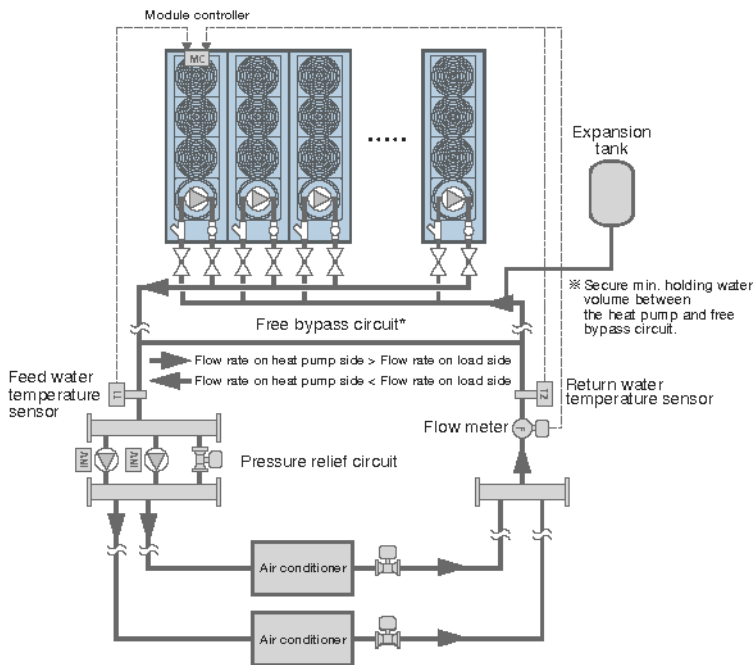 Module controller
MC
.....
Expansion
tank
※ Secure min. holding water
volume between
the heat pump and free
bypass circuit.
Free bypass circuit*
Flow rate on heat pump side > Flow rate on load side
Flow rate on heat pump side < Flow rate on load side
Feed water
temperature
sensor
T1
T2
Return water
temperature sensor
Flow meter
F
INV
INV
Pressure relief circuit
Air conditioner
Air conditioner